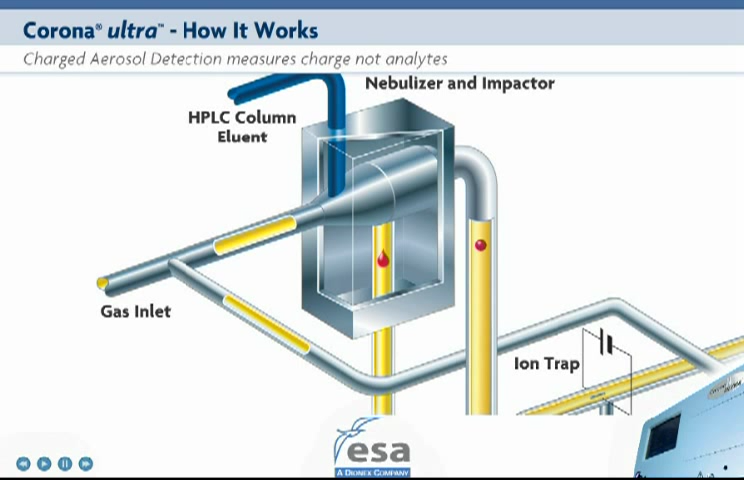 Corona® ultra™ - How It Works
Charged Aerosol Detection measures charge not analytes
Nebulizer and Impactor
HPLC Column
Eluent
Gas Inlet
Ion Trap
esa
A DIONEX COMPANY